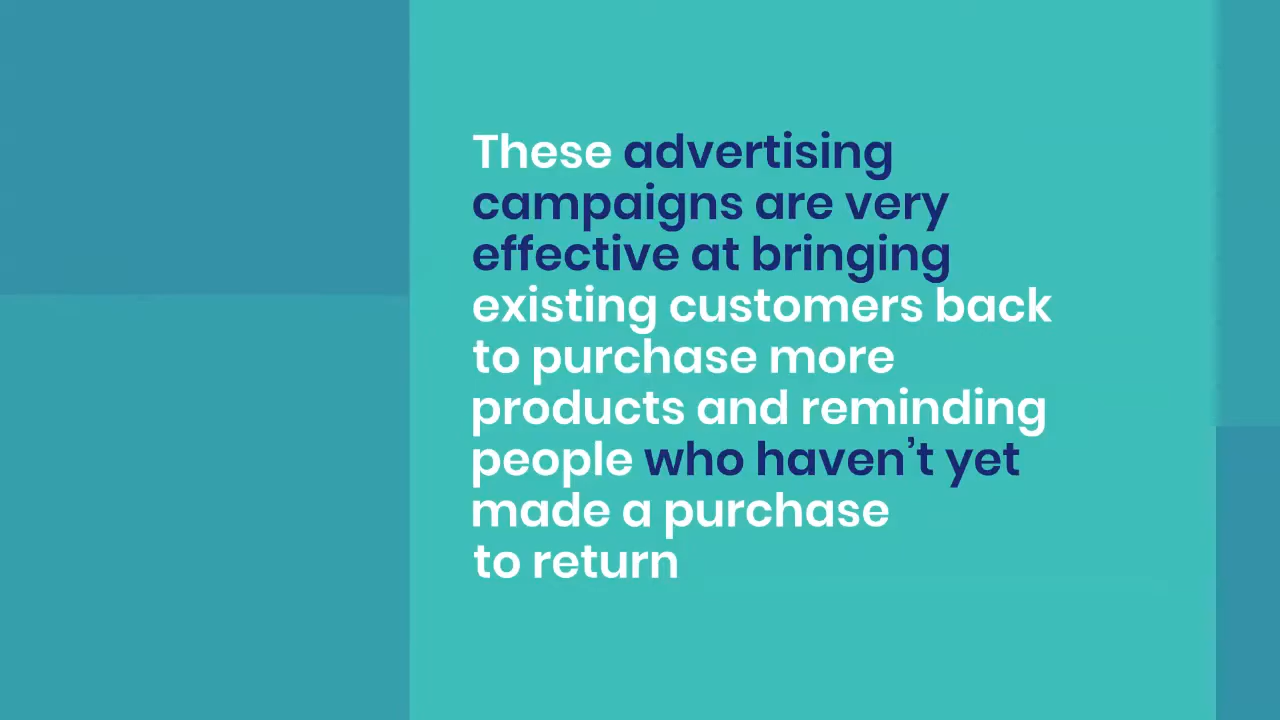 These advertising
campaigns are very
effective at bringing
existing customers back
to purchase more
products and reminding
people who haven’t yet
made a purchase
to return